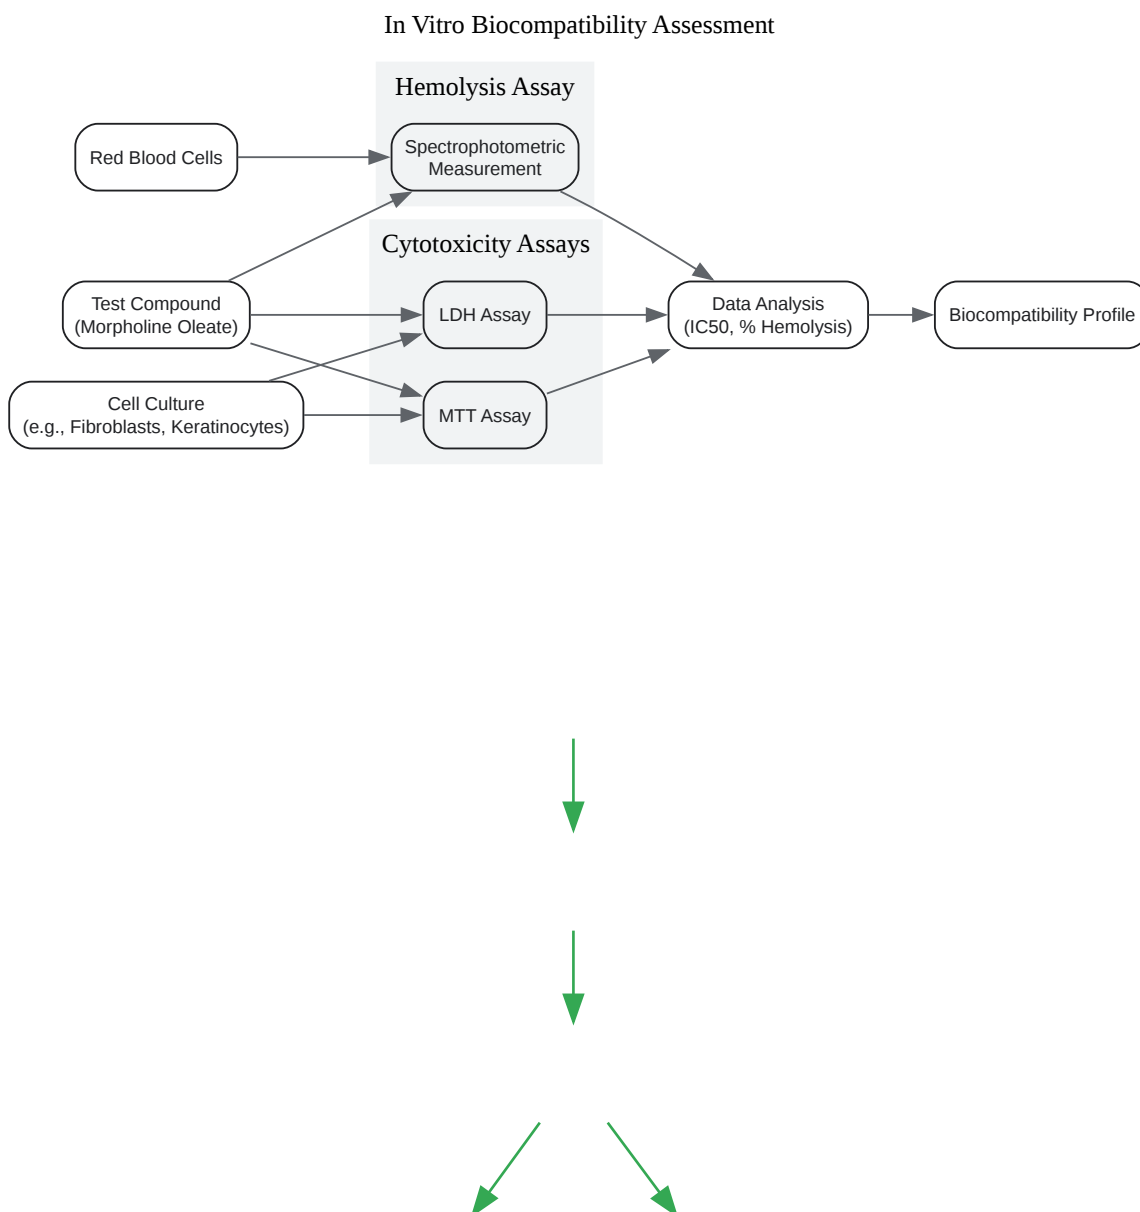 In Vitro Biocompatibility Assessment
Hemolysis Assay
Red Blood Cells
Spectrophotometric
Measurement
Cytotoxicity Assays
Test Compound
(Morpholine Oleate)
LDH Assay
Data Analysis
(IC50, % Hemolysis)
Biocompatibility Profile
Cell Culture
(e.g., Fibroblasts, Keratinocytes)
MTT Assay